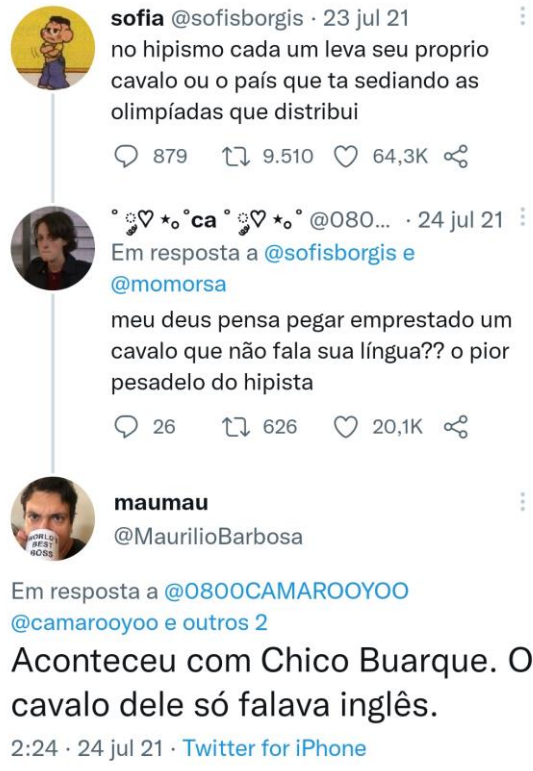 sofia @sofisborgis · 23 jul 21
no hipismo cada um leva seu proprio
cavalo ou o país que ta sediando as
olimpíadas que distribui
879 9.510 64,3K
˚ ༘♡ ⋆｡˚ca ˚ ༘♡ ⋆｡˚ @080... · 24 jul 21
Em resposta a @sofisborgis e
@momorsa
meu deus pensa pegar emprestado um
cavalo que não fala sua língua?? o pior
pesadelo do hipista
26 626 20,1K
maumau
@MaurilioBarbosa
WORLD'S
BEST
BOSS
Em resposta a @0800CAMAROOYOO
@camarooyoo e outros 2
Aconteceu com Chico Buarque. O
cavalo dele só falava inglês.
2:24 · 24 jul 21 · Twitter for iPhone